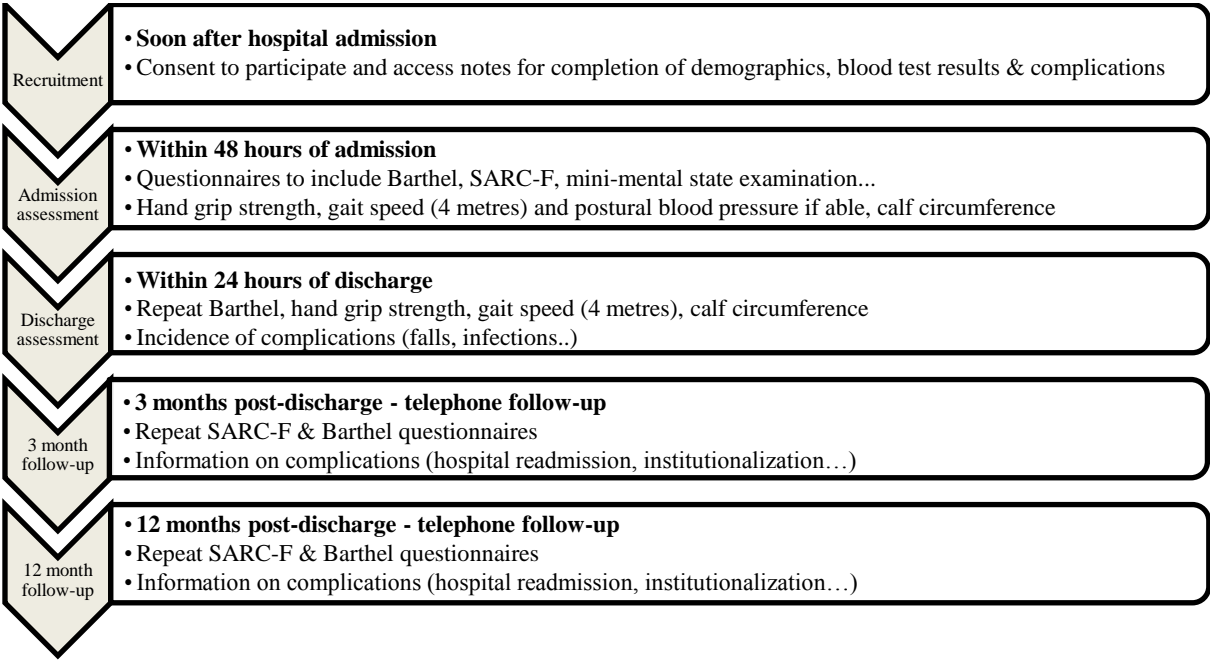 Recruitment
• Soon after hospital admission
• Consent to participate and access notes for completion of demographics, blood test results & complications
Admission
assessment
• Within 48 hours of admission
• Questionnaires to include Barthel, SARC-F, mini-mental state examination...
• Hand grip strength, gait speed (4 metres) and postural blood pressure if able, calf circumference
Discharge
assessment
• Within 24 hours of discharge
• Repeat Barthel, hand grip strength, gait speed (4 metres), calf circumference
• Incidence of complications (falls, infections..)
3 month
follow-up
• 3 months post-discharge - telephone follow-up
• Repeat SARC-F & Barthel questionnaires
• Information on complications (hospital readmission, institutionalization…)
12 month
follow-up
• 12 months post-discharge - telephone follow-up
• Repeat SARC-F & Barthel questionnaires
• Information on complications (hospital readmission, institutionalization…)